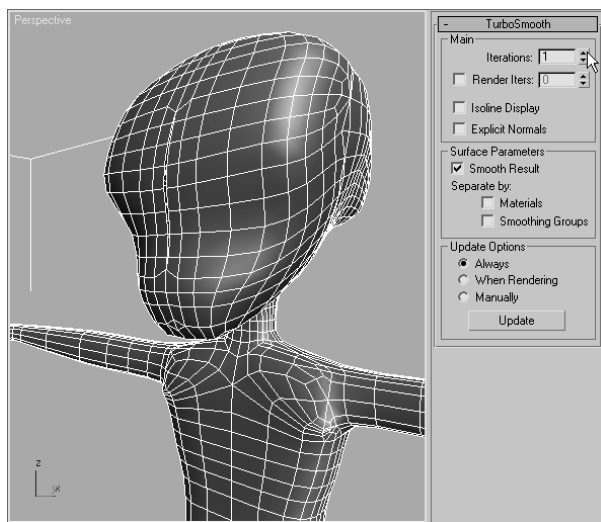 Perspective
- TurboSmooth
Main
Iterations: 1
Render Iters: 0
Isoline Display
Explicit Normals
Surface Parameters
Smooth Result
Separate by:
Materials
Smoothing Groups
Update Options
Always
When Rendering
Manually
Update
z
x